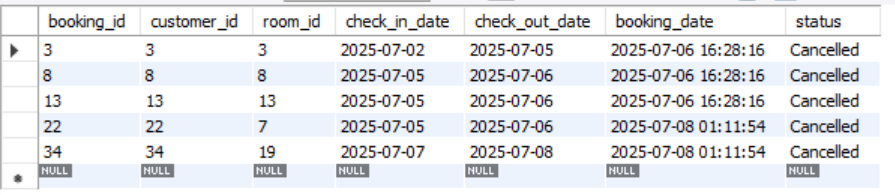 booking_id customer_id room_id check_in_date check_out_date booking_date status
3 3 3 2025-07-02 2025-07-05 2025-07-06 16:28:16 Cancelled
8 8 8 2025-07-05 2025-07-06 2025-07-06 16:28:16 Cancelled
13 13 13 2025-07-05 2025-07-06 2025-07-06 16:28:16 Cancelled
22 22 7 2025-07-05 2025-07-06 2025-07-08 01:11:54 Cancelled
34 34 19 2025-07-07 2025-07-08 2025-07-08 01:11:54 Cancelled
NULL NULL NULL NULL NULL NULL NULL